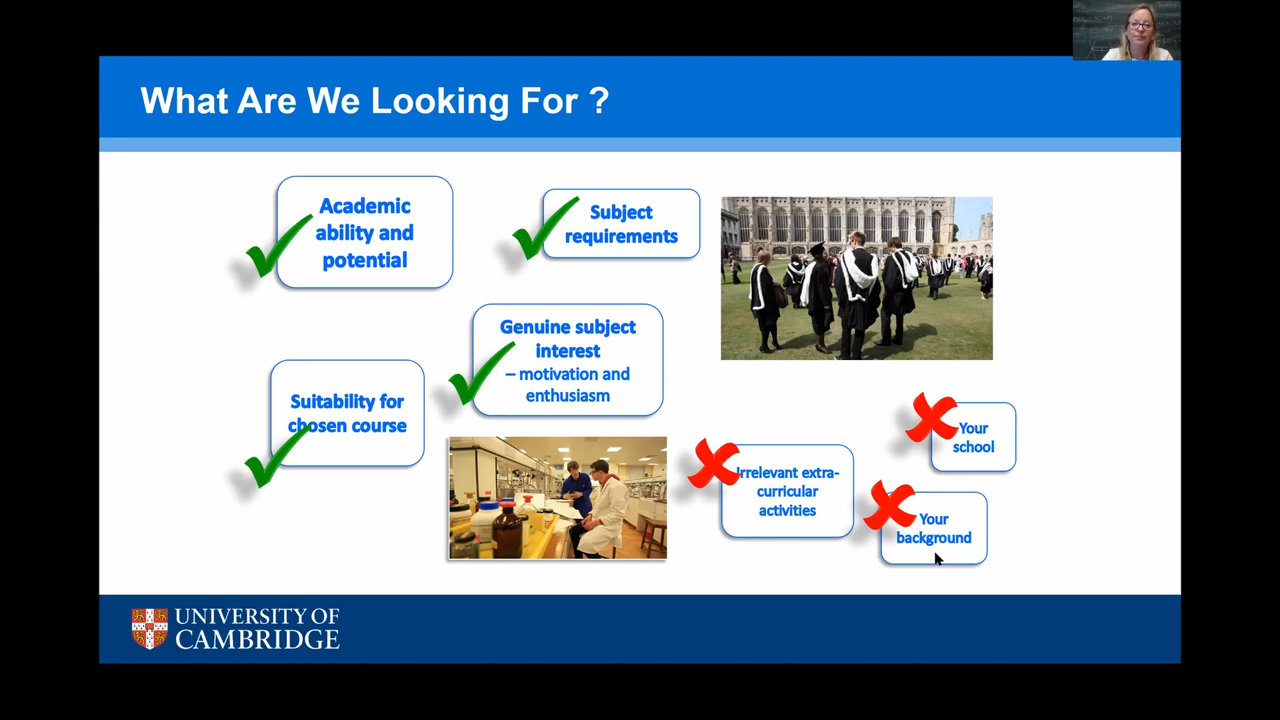 What Are We Looking For ?
Academic
ability and
potential
Subject
requirements
Genuine subject
interest
– motivation and
enthusiasm
Suitability for
chosen course
Your
school
Irrelevant extra-
curricular
activities
Your
background
UNIVERSITY OF
CAMBRIDGE